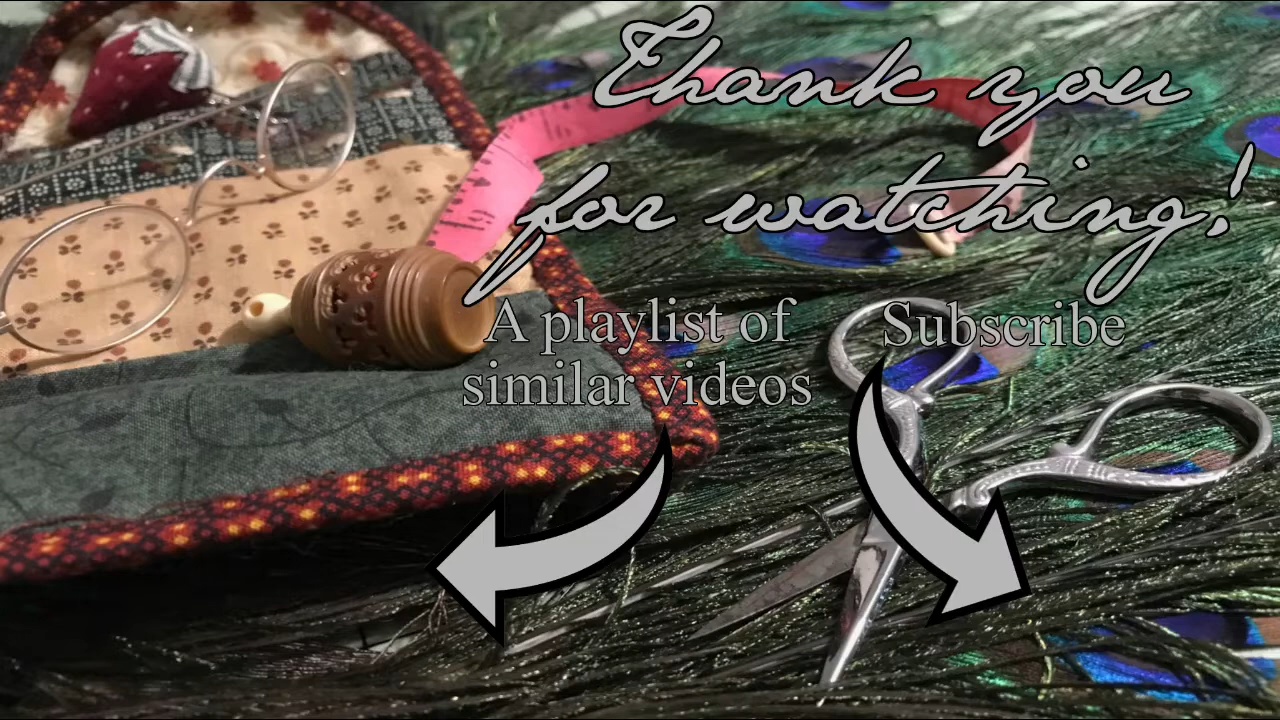 Thank you
for watching!
A playlist of
similar videos
Subscribe